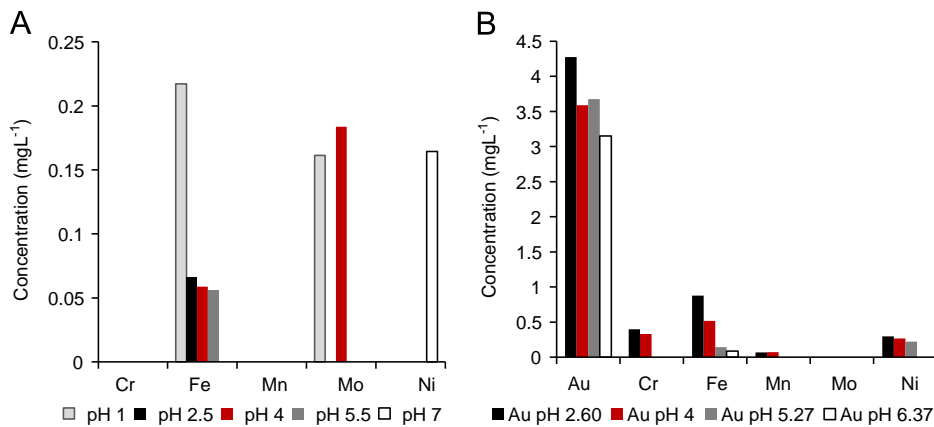 A
Concentration (mgL⁻¹)
0.25
0.2
0.15
0.1
0.05
0
Cr Fe Mn Mo Ni
pH 1 pH 2.5 pH 4 pH 5.5 pH 7
B
Concentration (mgL⁻¹)
4.5
4
3.5
3
2.5
2
1.5
1
0.5
0
Au Cr Fe Mn Mo Ni
Au pH 2.60 Au pH 4 Au pH 5.27 Au pH 6.37